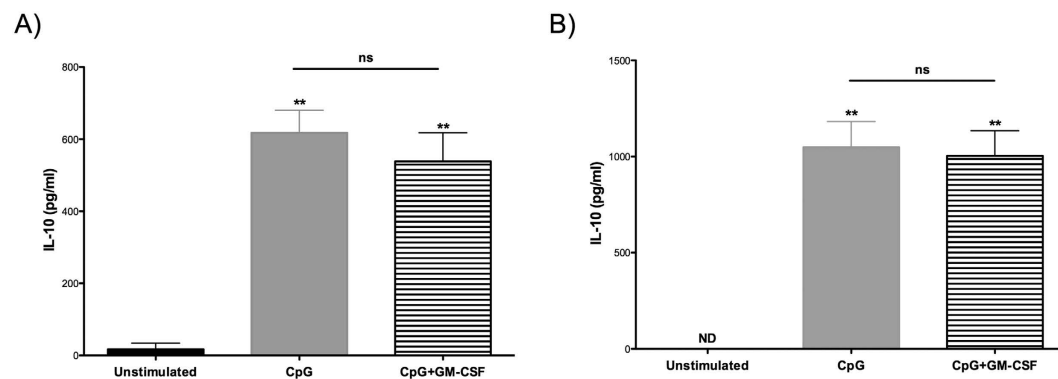 A)
ns
800
**
**
600
400
200
0
IL-10 (pg/ml)
Unstimulated
CpG
CpG+GM-CSF
B)
ns
1500
**
**
1000
500
0
IL-10 (pg/ml)
ND
Unstimulated
CpG
CpG+GM-CSF